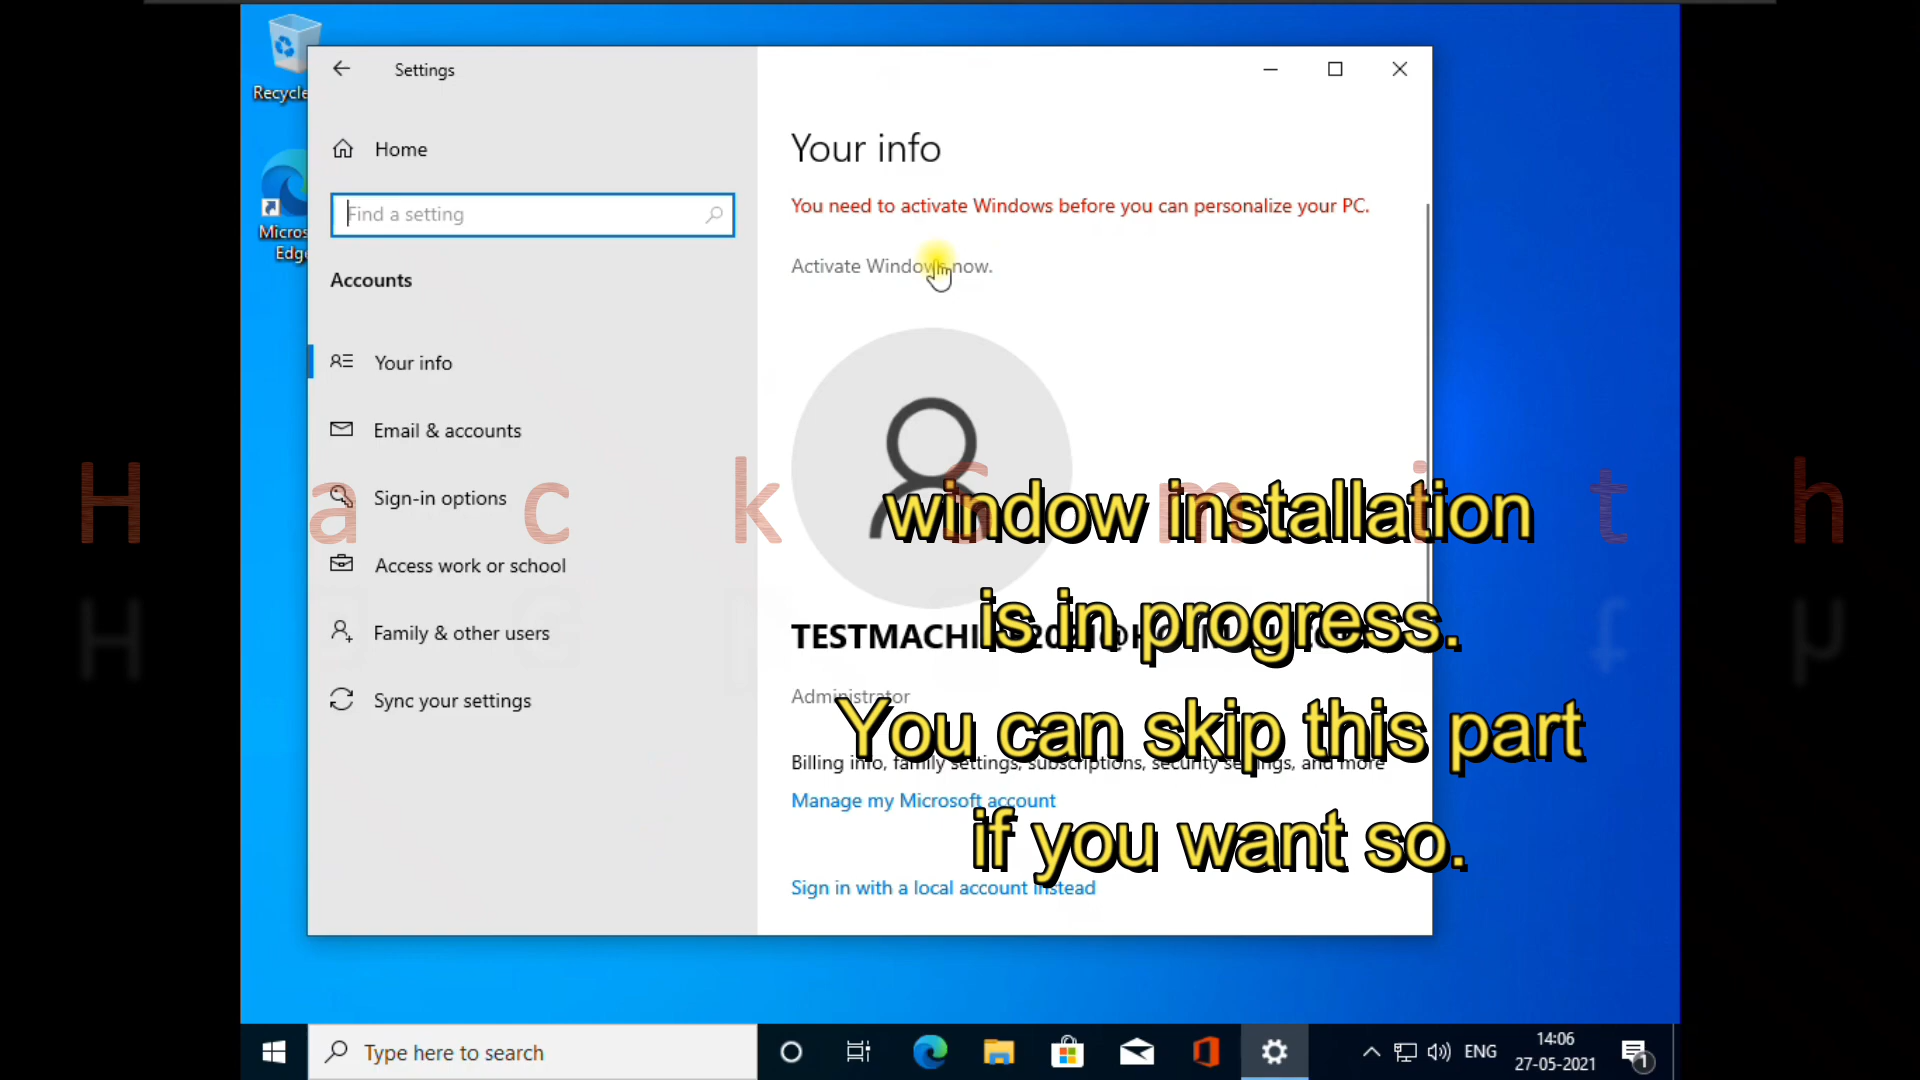 Recycle
Micros
Edge
Settings
Home
Find a setting
Accounts
Your info
Email & accounts
Sign-in options
Access work or school
Family & other users
Sync your settings
Your info
You need to activate Windows before you can personalize your PC.
Activate Windows now.
H a c k S m i t h
window installation
is in progress.
You can skip this part
if you want so.
Administrator
Billing info, family settings, subscriptions, security settings, and more
Manage my Microsoft account
Sign in with a local account instead
Type here to search
ENG
14:06
27-05-2021
1